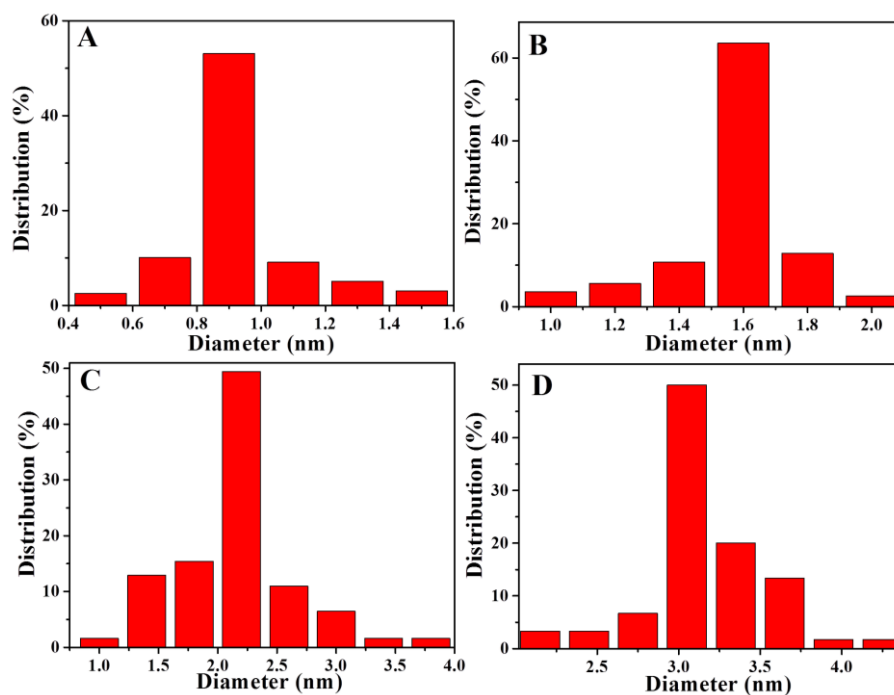 A
Distribution (%)
60
40
20
0
0.4 0.6 0.8 1.0 1.2 1.4 1.6
Diameter (nm)
B
Distribution (%)
60
40
20
0
1.0 1.2 1.4 1.6 1.8 2.0
Diameter (nm)
C
Distribution (%)
50
40
30
20
10
0
1.0 1.5 2.0 2.5 3.0 3.5 4.0
Diameter (nm)
D
Distribution (%)
50
40
30
20
10
0
2.5 3.0 3.5 4.0
Diameter (nm)